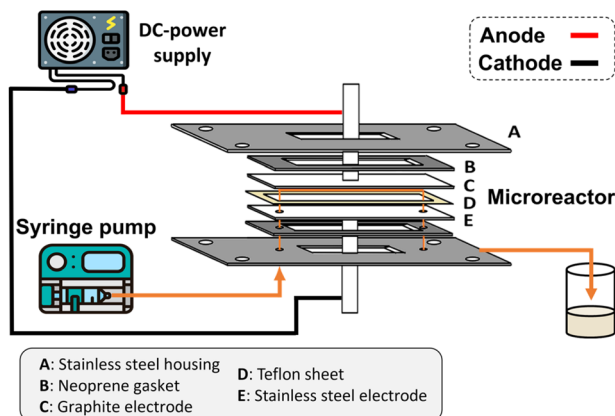 DC-power
supply
Anode
Cathode
A
B
C
D
E
Microreactor
Syringe pump
A: Stainless steel housing
B: Neoprene gasket
C: Graphite electrode
D: Teflon sheet
E: Stainless steel electrode